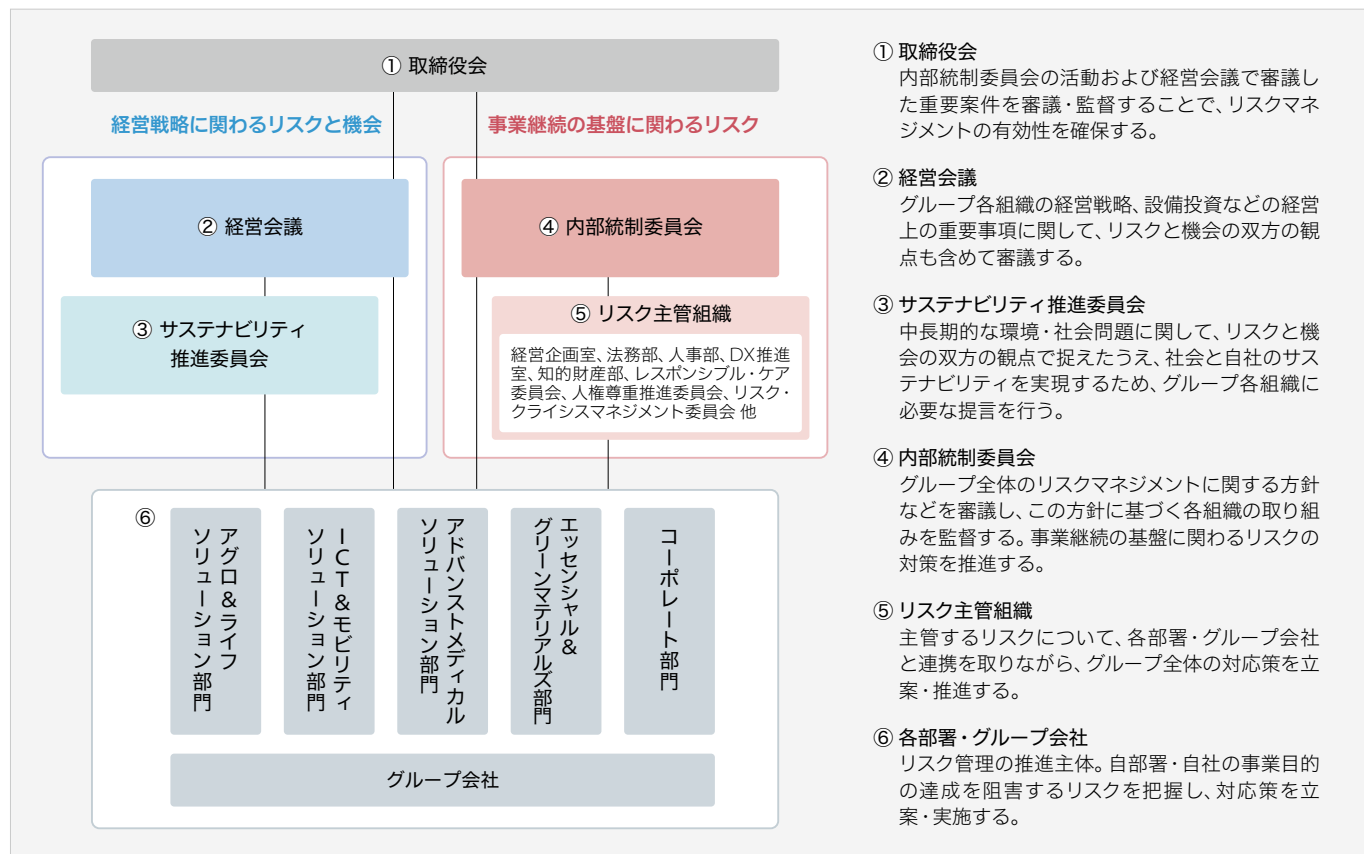 ① 取締役会
経営戦略に関わるリスクと機会
事業継続の基盤に関わるリスク
② 経営会議
③ サステナビリティ
推進委員会
④ 内部統制委員会
⑤ リスク主管組織
経営企画室、法務部、人事部、DX推進
室、知的財産部、レスポンシブル・ケア
委員会、人権尊重推進委員会、リスク・
クライシスマネジメント委員会 他
⑥
アグロ&ライフ
ソリューション部門
ICT&モビリティ
ソリューション部門
アドバンストメディカル
ソリューション部門
エッセンシャル&
グリーンマテリアルズ部門
コーポレート部門
グループ会社
① 取締役会
内部統制委員会の活動および経営会議で審議し
た重要案件を審議・監督することで、リスクマネ
ジメントの有効性を確保する。
② 経営会議
グループ各組織の経営戦略、設備投資などの経営
上の重要事項に関して、リスクと機会の双方の観
点も含めて審議する。
③ サステナビリティ推進委員会
中長期的な環境・社会問題に関して、リスクと機
会の双方の観点で捉えたうえ、社会と自社のサス
テナビリティを実現するため、グループ各組織に
必要な提言を行う。
④ 内部統制委員会
グループ全体のリスクマネジメントに関する方針
などを審議し、この方針に基づく各組織の取り組
みを監督する。事業継続の基盤に関わるリスクの
対策を推進する。
⑤ リスク主管組織
主管するリスクについて、各部署・グループ会社
と連携を取りながら、グループ全体の対応策を立
案・推進する。
⑥ 各部署・グループ会社
リスク管理の推進主体。自部署・自社の事業目的
の達成を阻害するリスクを把握し、対応策を立
案・実施する。